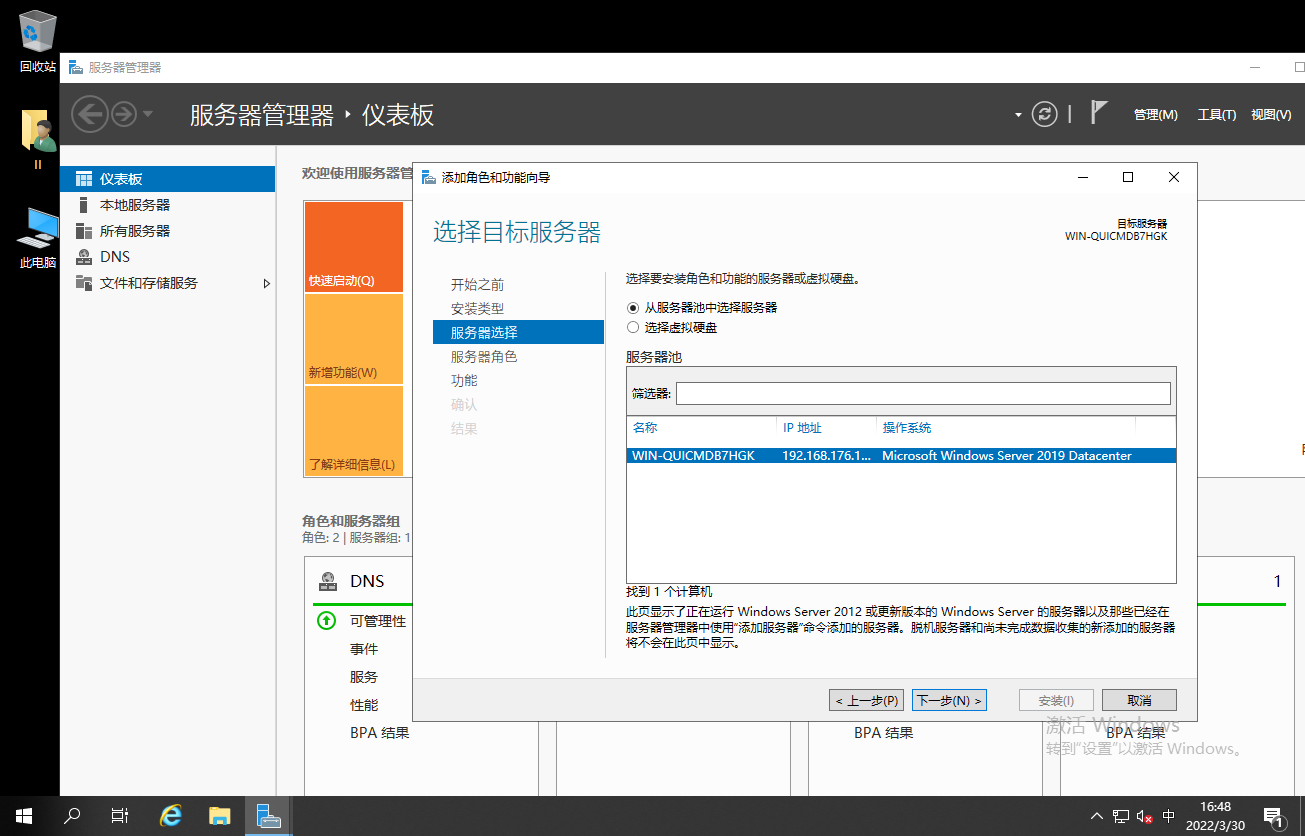 回收站
服务器管理器
服务器管理器 ‣ 仪表板
管理(M)
工具(T)
视图(V)
II
此电脑
仪表板
本地服务器
所有服务器
DNS
文件和存储服务
欢迎使用服务器管
快速启动(Q)
新增功能(W)
了解详细信息(L)
角色和服务器组
角色: 2 | 服务器组: 1
DNS
可管理性
事件
服务
性能
BPA 结果
添加角色和功能向导
选择目标服务器
目标服务器
WIN-QUICMDB7HGK
开始之前
安装类型
服务器选择
服务器角色
功能
确认
结果
选择要安装角色和功能的服务器或虚拟硬盘。
从服务器池中选择服务器
选择虚拟硬盘
服务器池
筛选器:
名称 IP 地址 操作系统
WIN-QUICMDB7HGK 192.168.176.1... Microsoft Windows Server 2019 Datacenter
找到 1 个计算机
此页显示了正在运行 Windows Server 2012 或更新版本的 Windows Server 的服务器以及那些已经在
服务器管理器中使用“添加服务器”命令添加的服务器。脱机服务器和尚未完成数据收集的新添加的服务器
将不会在此页中显示。
< 上一步(P)
下一步(N) >
安装(I)
取消
1
BPA 结果
BPA 结果
激活 Windows
转到“设置”以激活 Windows。
中
16:48
2022/3/30
1